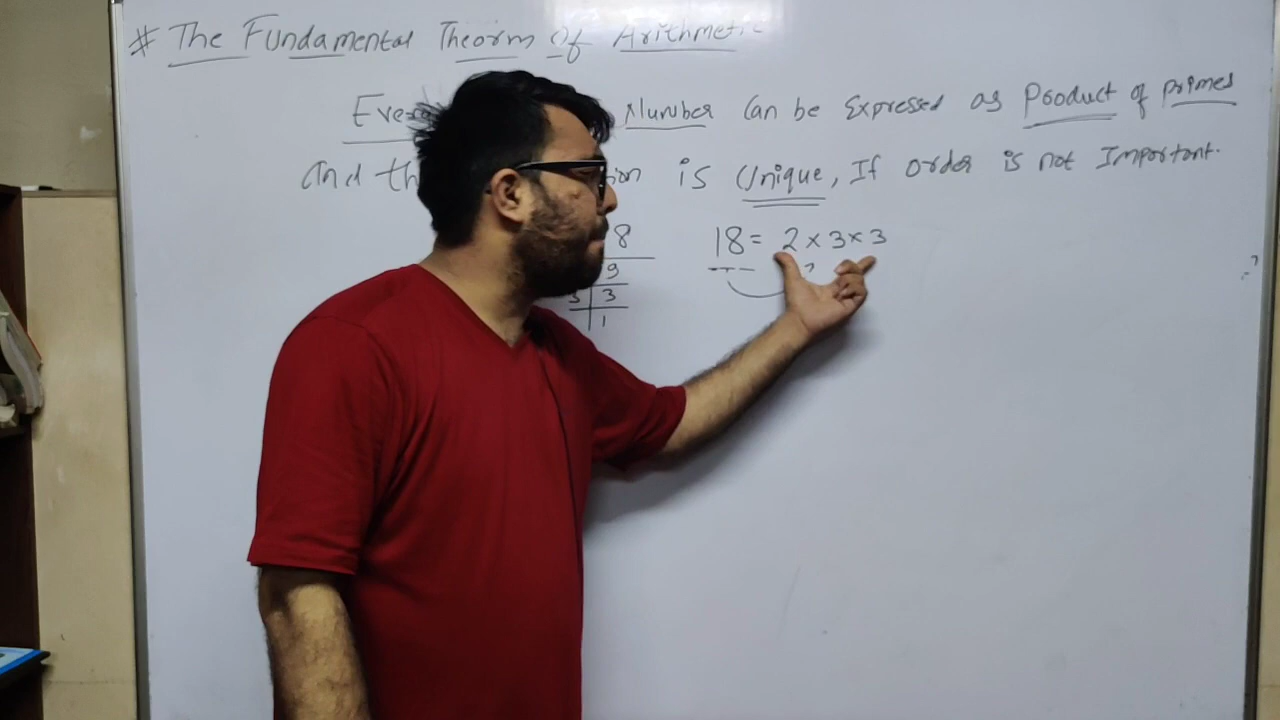 # The Fundamental Theorm Of Arithmetic
Number Can be Expressed as Product of primes
and is Unique, If order is not Important.
8 18 = 2 × 3 × 3
9
3 3
1